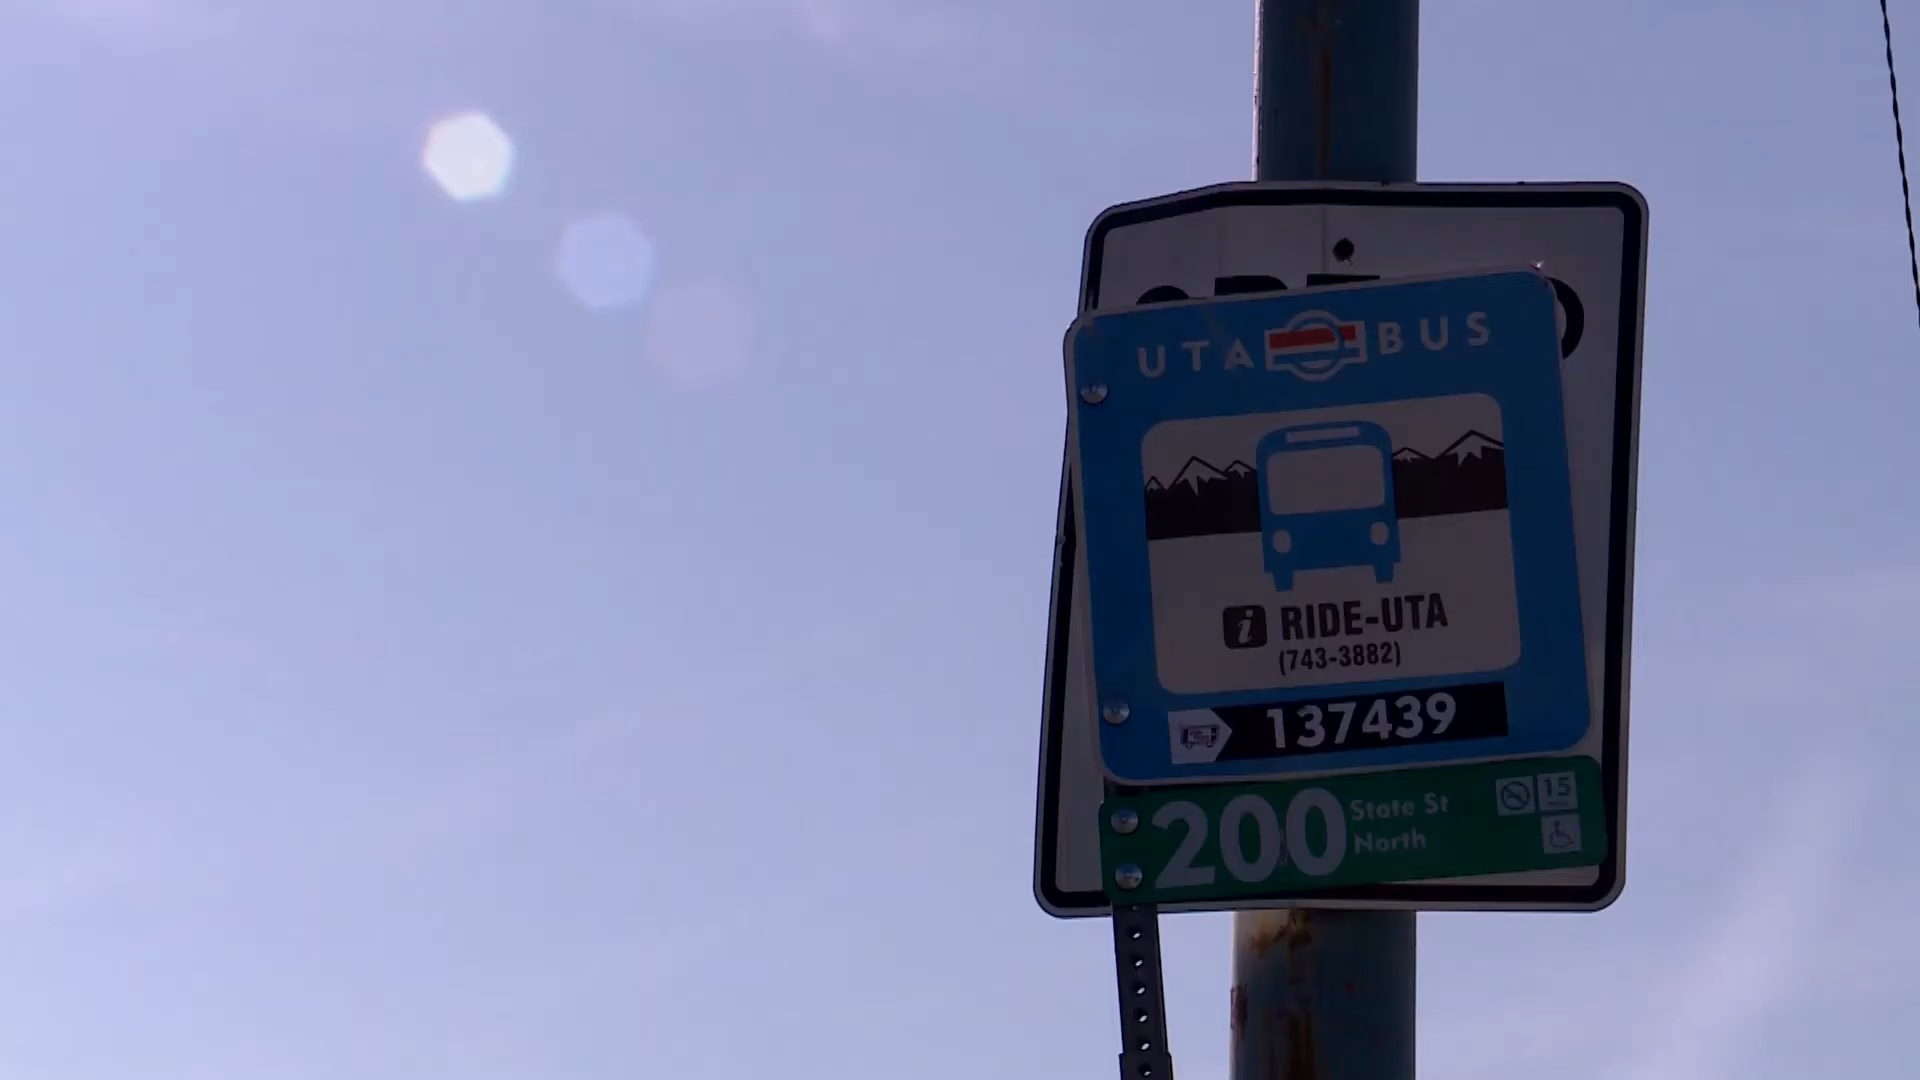 UTA BUS
i RIDE-UTA
(743-3882)
137439
200 State St
North
15